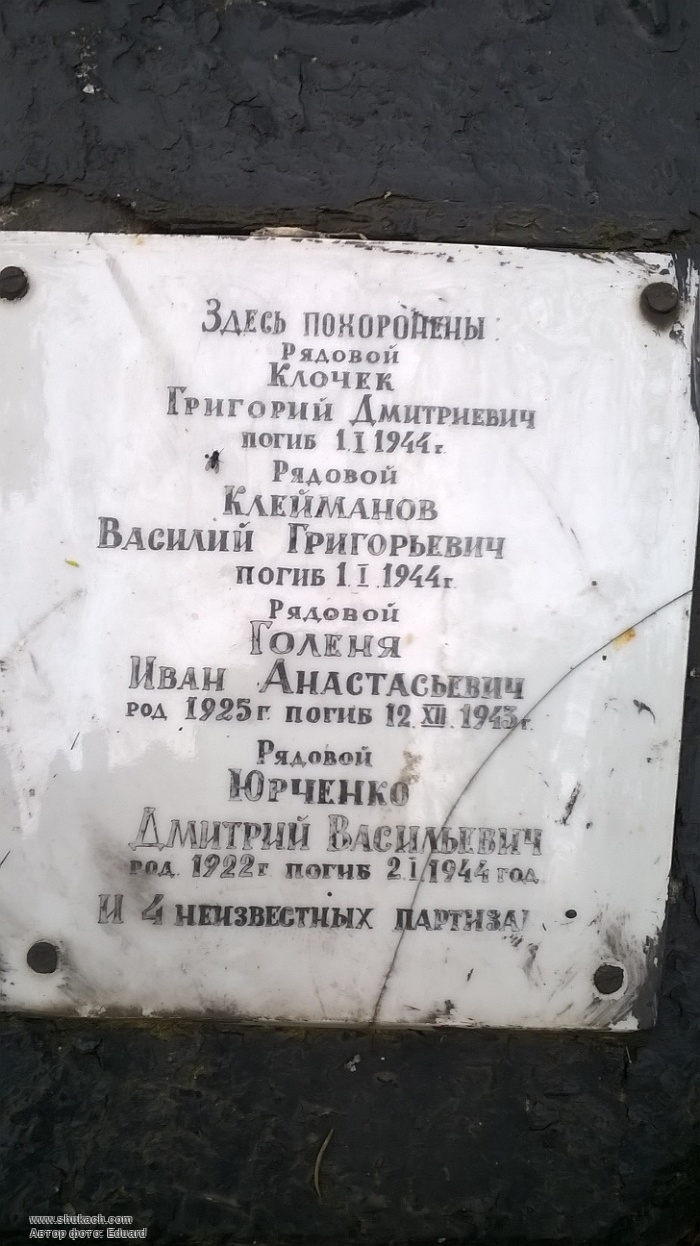 Здесь похоронены:
Рядовой
Клочек
Григорий Дмитриевич
погиб 1.I 1944г.
Рядовой
Клейманов
Василий Григорьевич
погиб 1.I.1944г.
Рядовой
Голеня
Иван Анастасьевич
род 1925г. погиб 12.XII.1943г.
Рядовой
Юрченко
Дмитрий Васильевич
род. 1922г погиб 2.I.1944 год.
И 4 неизвестных партиза
www.shukach.com
Автор фото: Eduard